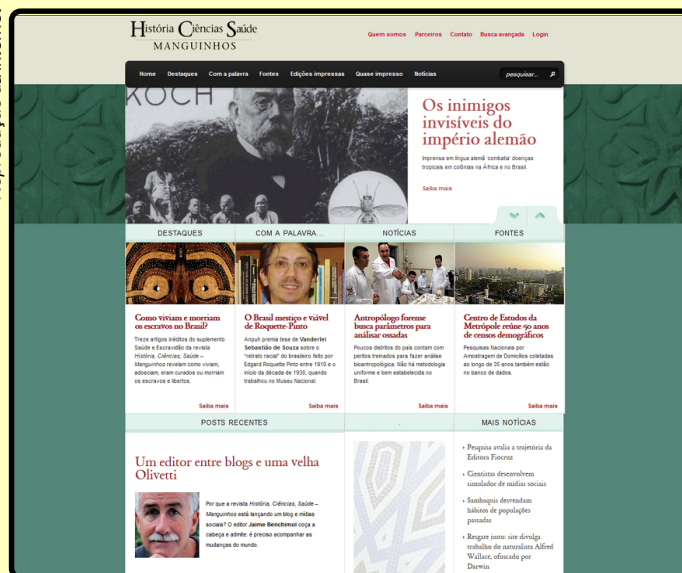 História Ciências Saúde
MANGUINHOS
Quem somos Parceiros Contato Busca avançada Login
Home Destaques Com a palavra Fontes Edições impressas Quase impresso Notícias pesquisar...
KOCH
Os inimigos
invisíveis do
império alemão
Imprensa em língua alemã 'combatia' doenças
tropicais em colônias na África e no Brasil
Saiba mais
DESTAQUES
COM A PALAVRA...
NOTÍCIAS
FONTES
Como viviam e morriam
os escravos no Brasil?
Treze artigos inéditos do suplemento
Saúde e Escravidão da revista
História, Ciências, Saúde –
Manguinhos revelam como viviam,
adoeciam, eram curados ou morriam
os escravos e libertos.
Saiba mais
O Brasil mestiço e viável
de Roquette-Pinto
Anpuh premia tese de Vanderlei
Sebastião de Souza sobre o
"retrato racial" do brasileiro feito por
Edgard Roquette Pinto entre 1910 e o
início da década de 1930, quando
trabalhou no Museu Nacional.
Saiba mais
Antropólogo forense
busca parâmetros para
análisar ossadas
Poucos distritos do país contam com
peritos treinados para fazer análise
bioantropológica. Não há metodologia
uniforme e bem estabelecida no
Brasil.
Saiba mais
Centro de Estudos da
Metrópole reúne 50 anos
de censos demográficos
Pesquisas Nacionais por
Amostragem de Domicílios coletadas
ao longo de 35 anos também estão
no banco de dados.
Saiba mais
POSTS RECENTES
.
MAIS NOTÍCIAS
Um editor entre blogs e uma velha
Olivetti
Por que a revista História, Ciências, Saúde –
Manguinhos está lançando um blog e mídias
sociais? O editor Jaime Benchimol coça a
cabeça e admite: é preciso acompanhar as
mudanças do mundo.
Pesquisa avalia a trajetória da
Editora Fiocruz
Cientistas desenvolvem
simulador de mídias sociais
Sambaquis desvendam
hábitos de populações
passadas
Resgate justo: site divulga
trabalho do naturalista Alfred
Wallace, ofuscado por
Darwin